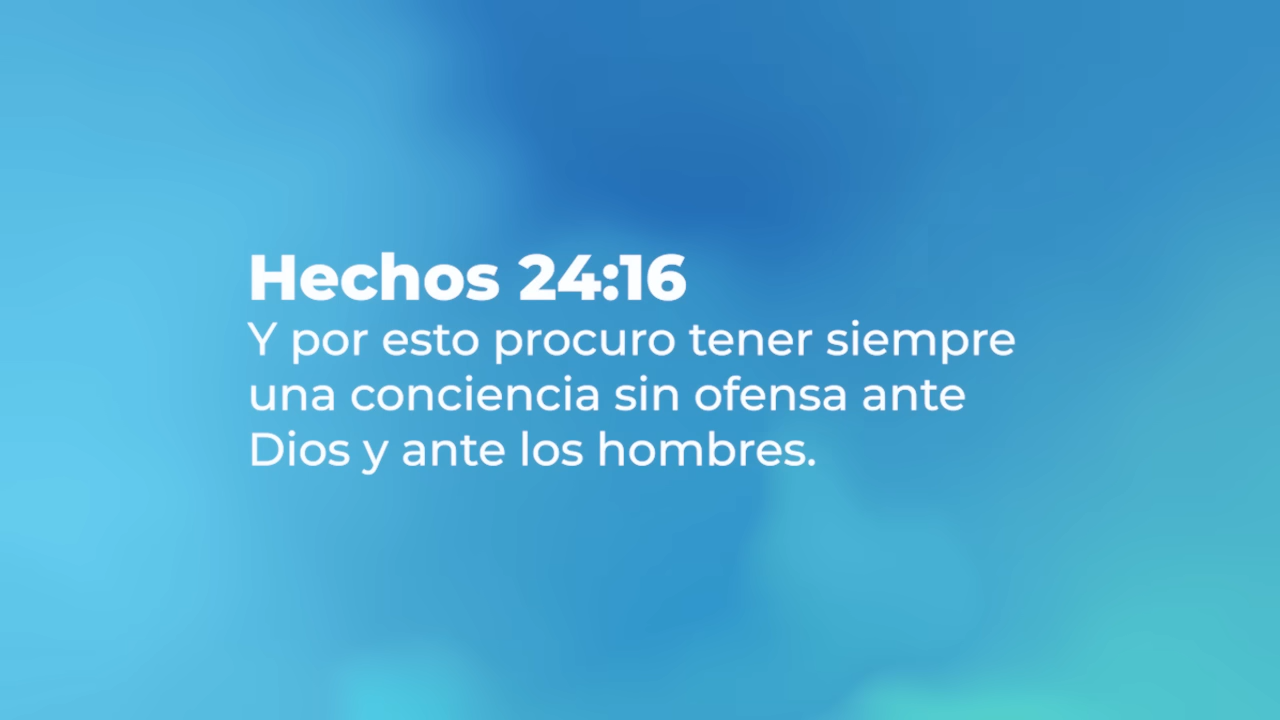 Hechos 24:16
Y por esto procuro tener siempre
una conciencia sin ofensa ante
Dios y ante los hombres.